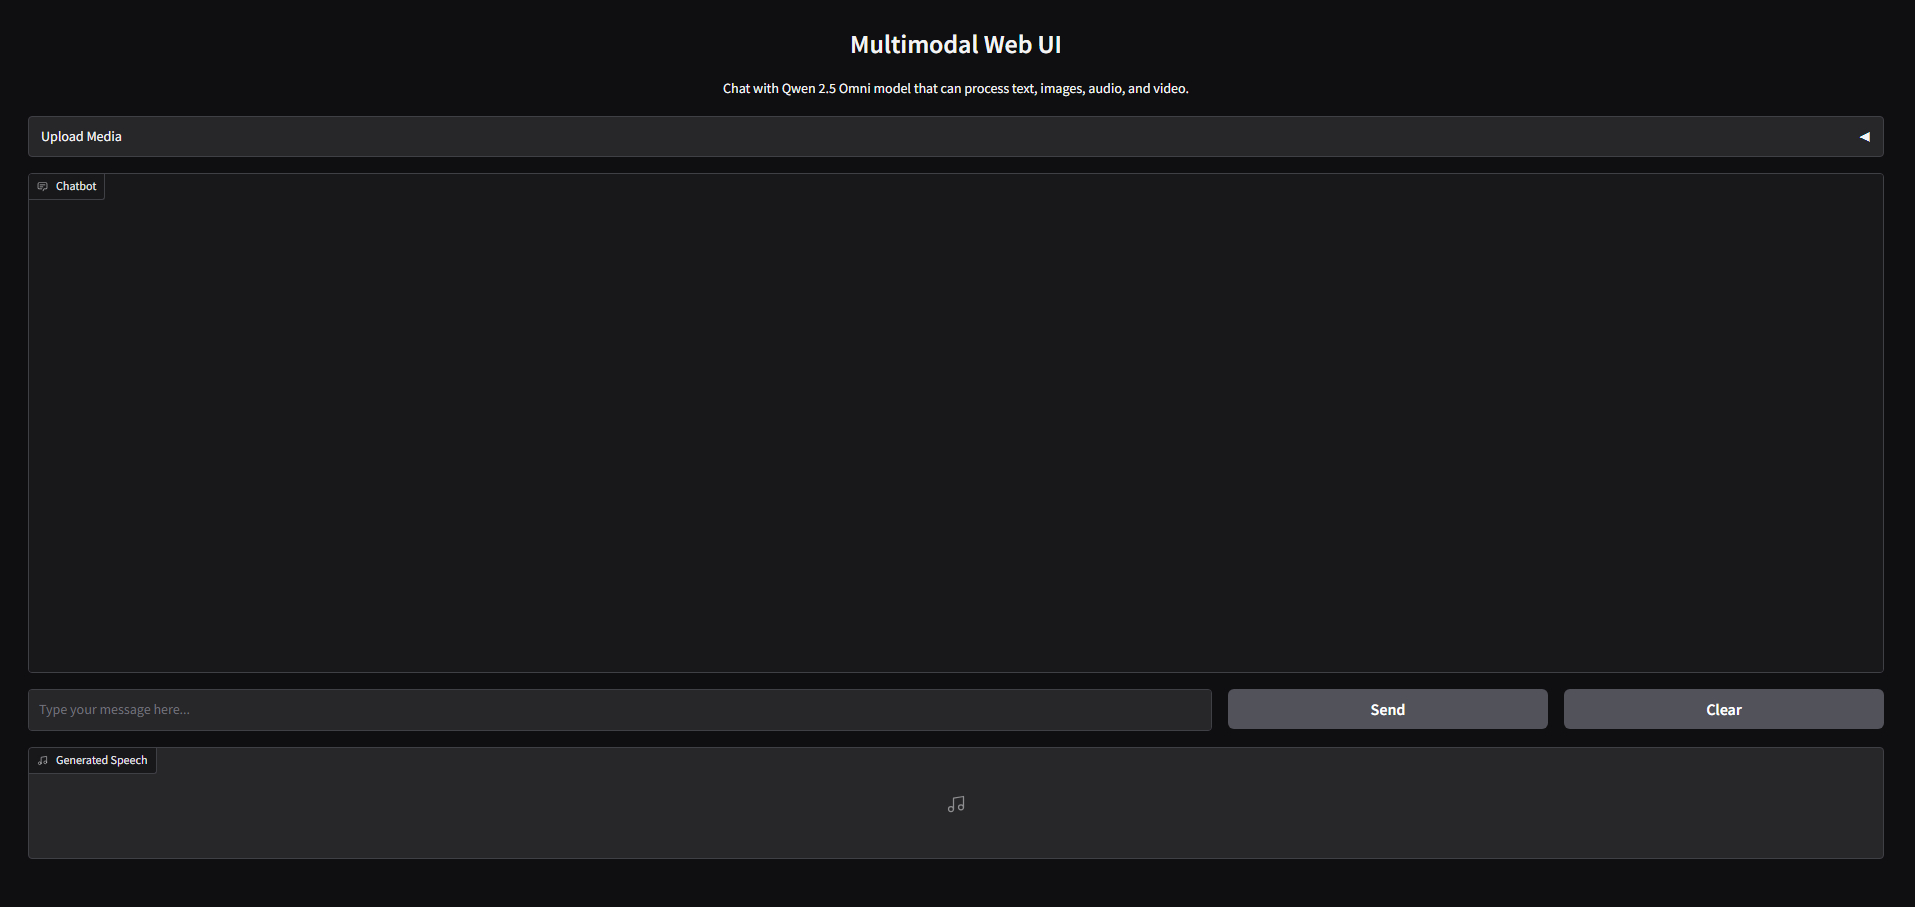 Multimodal Web UI
Chat with Qwen 2.5 Omni model that can process text, images, audio, and video.
Upload Media
Chatbot
Type your message here...
Send
Clear
Generated Speech